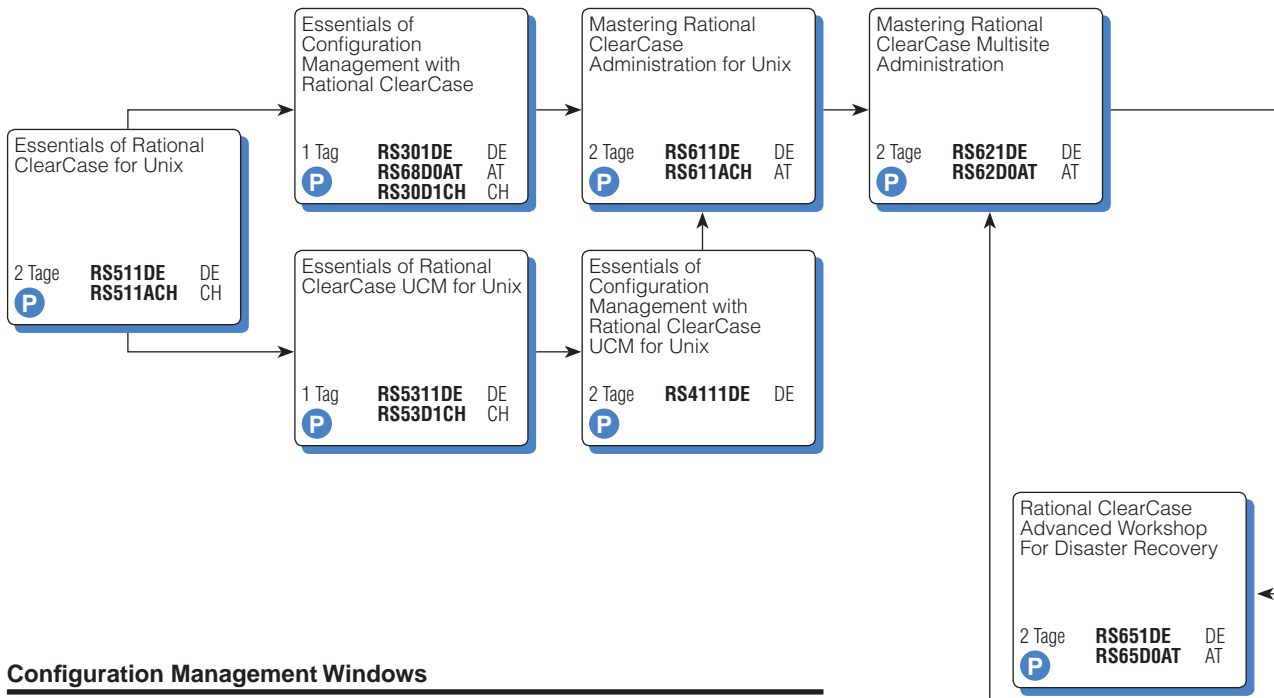 Essentials of Rational
ClearCase for Unix
2 Tage RS511DE DE
RS511ACH CH
P
Essentials of
Configuration
Management with
Rational ClearCase
1 Tag RS301DE DE
RS68D0AT AT
RS30D1CH CH
P
Mastering Rational
ClearCase
Administration for Unix
2 Tage RS611DE DE
RS611ACH AT
P
Mastering Rational
ClearCase Multisite
Administration
2 Tage RS621DE DE
RS62D0AT AT
P
Essentials of Rational
ClearCase UCM for Unix
1 Tag RS5311DE DE
RS53D1CH CH
P
Essentials of
Configuration
Management with
Rational ClearCase
UCM for Unix
2 Tage RS4111DE DE
P
Rational ClearCase
Advanced Workshop
For Disaster Recovery
2 Tage RS651DE DE
RS65D0AT AT
P
Configuration Management Windows